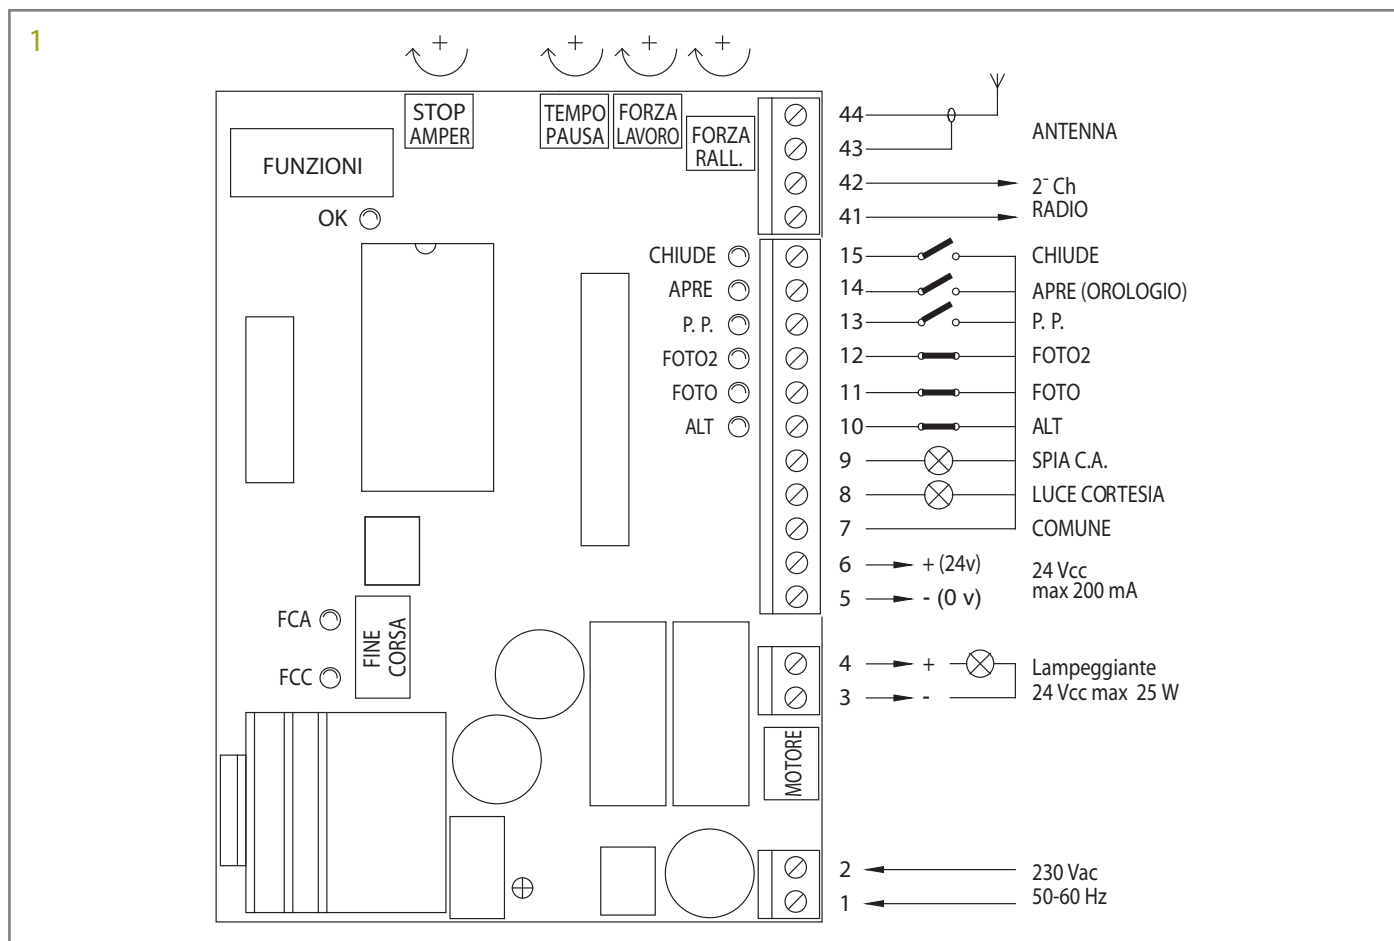 1
STOP
AMPER
TEMPO
PAUSA
FORZA
LAVORO
FORZA
RALL.
FUNZIONI
OK
44
43
ANTENNA
42
41
2⁻ Ch
RADIO
CHIUDE
15
CHIUDE
APRE
14
APRE (OROLOGIO)
P. P.
13
P. P.
FOTO2
12
FOTO2
FOTO
11
FOTO
ALT
10
ALT
9
SPIA C.A.
8
LUCE CORTESIA
7
COMUNE
6
+ (24v)
5
- (0 v)
24 Vcc
max 200 mA
FCA
FCC
FINE
CORSA
4
+
3
-
Lampeggiante
24 Vcc max 25 W
MOTORE
2
1
230 Vac
50-60 Hz